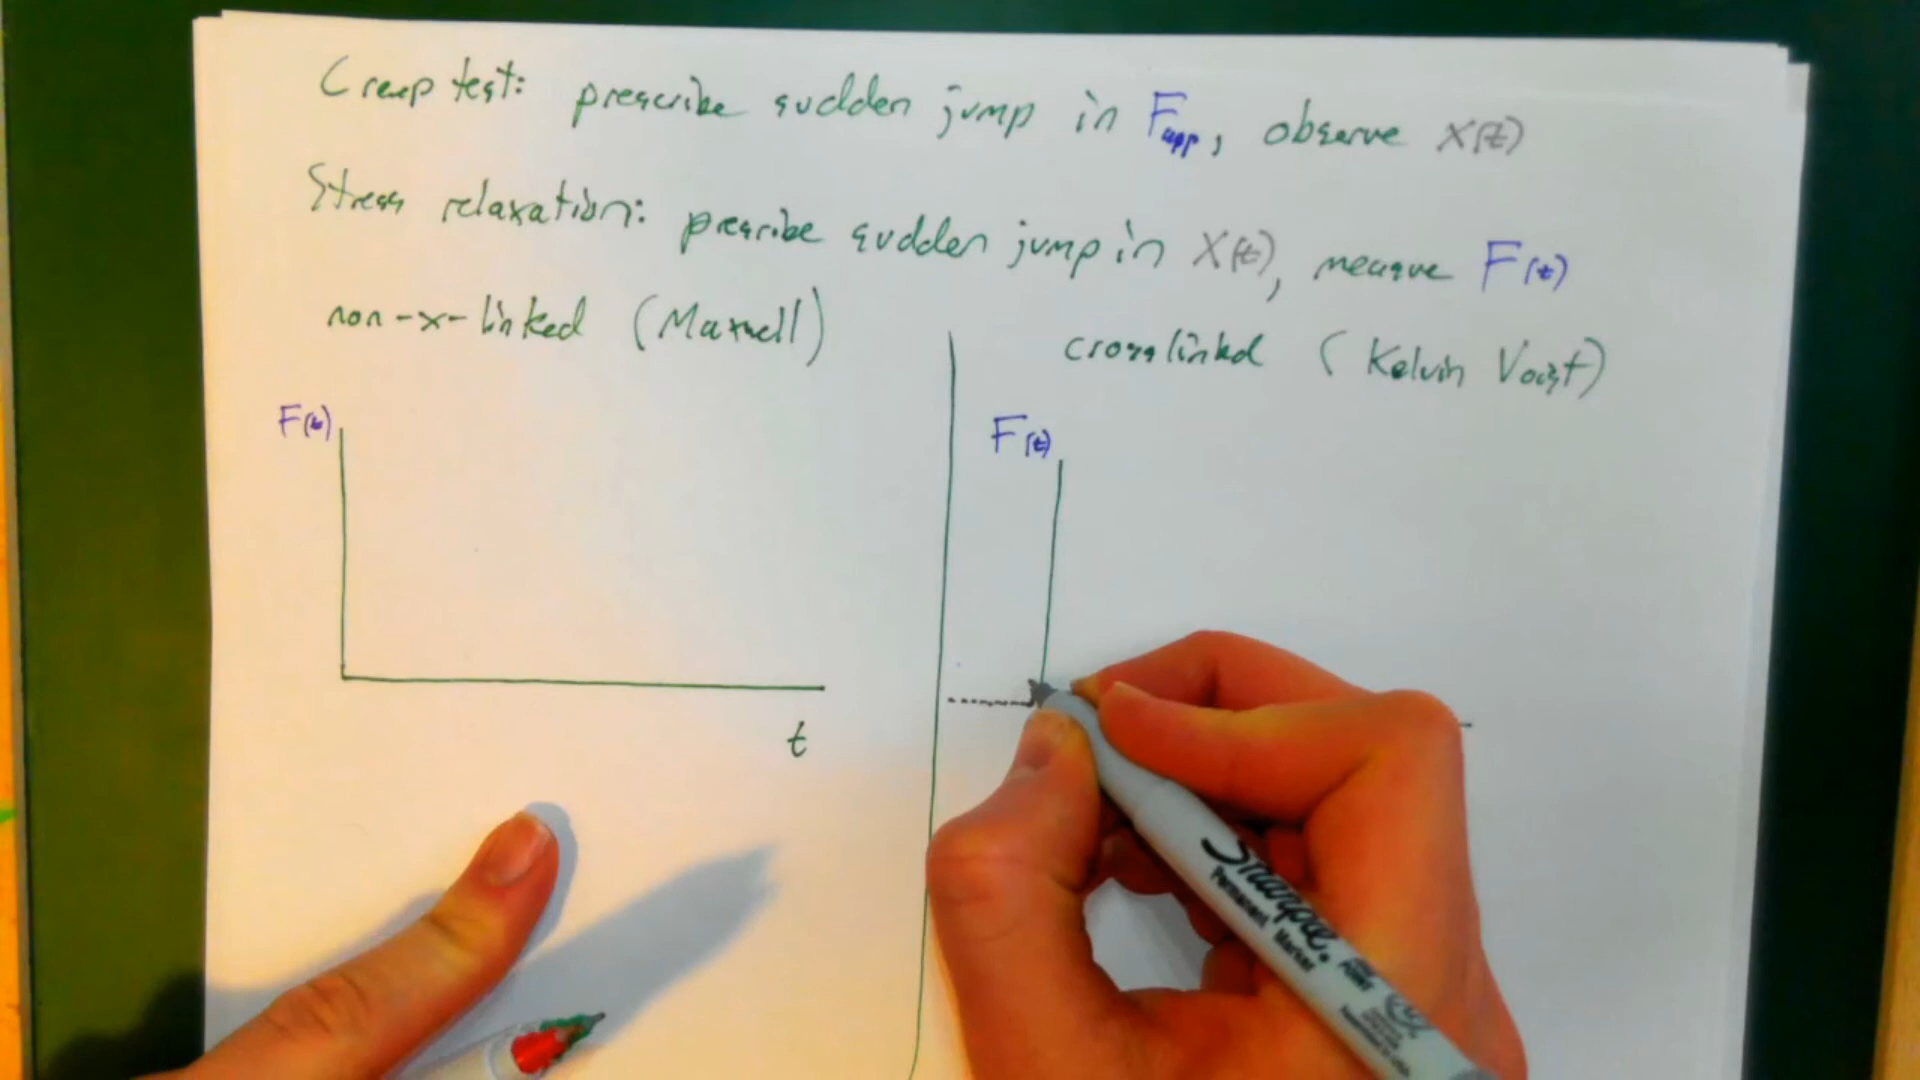 Creep test: prescribe sudden jump in Fapp, observe X(t)
Stress relaxation: prescribe sudden jump in X(t), measure F(t)
non-x-linked (Maxwell)
crosslinked (Kelvin Voigt)
F(t)
F(t)
t
Sharpie.
Permanent Marker